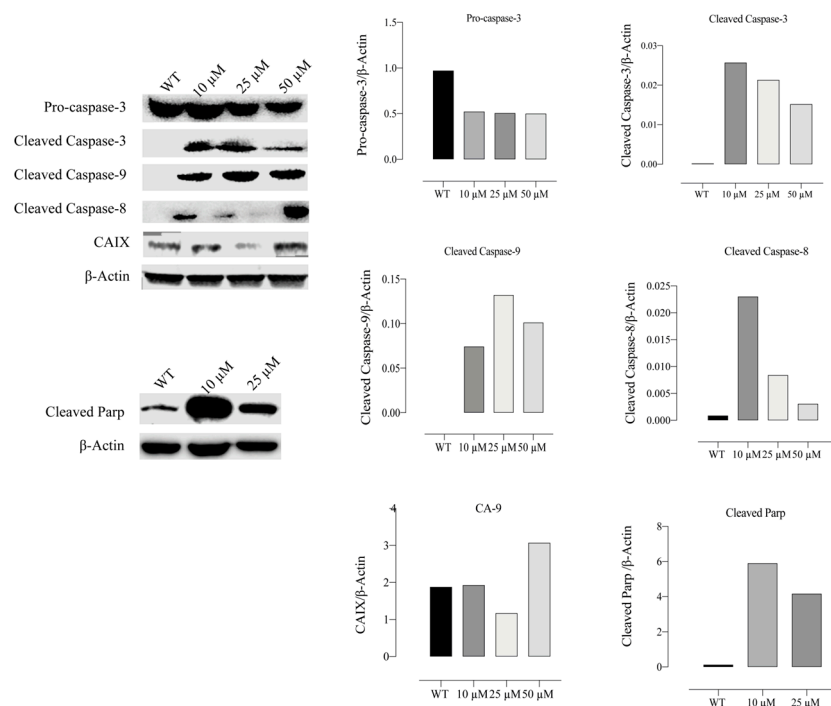 WT 10 µM 25 µM 50 µM
Pro-caspase-3
Cleaved Caspase-3
Cleaved Caspase-9
Cleaved Caspase-8
CAIX
β-Actin
WT 10 µM 25 µM
Cleaved Parp
β-Actin
Pro-caspase-3
Pro-caspase-3/β-Actin
1.5
1.0
0.5
0.0
WT 10 µM 25 µM 50 µM
Cleaved Caspase-3
Cleaved Caspase-3/β-Actin
0.03
0.02
0.01
0.00
WT 10 µM 25 µM 50 µM
Cleaved Caspase-9
Cleaved Caspase-9/β-Actin
0.15
0.10
0.05
0.00
WT 10 µM 25 µM 50 µM
Cleaved Caspase-8
Cleaved Caspase-8/β-Actin
0.025
0.020
0.015
0.010
0.005
0.000
WT 10 µM 25 µM 50 µM
CA-9
CAIX/β-Actin
4
3
2
1
0
WT 10 µM 25 µM 50 µM
Cleaved Parp
Cleaved Parp /β-Actin
8
6
4
2
0
WT 10 µM 25 µM